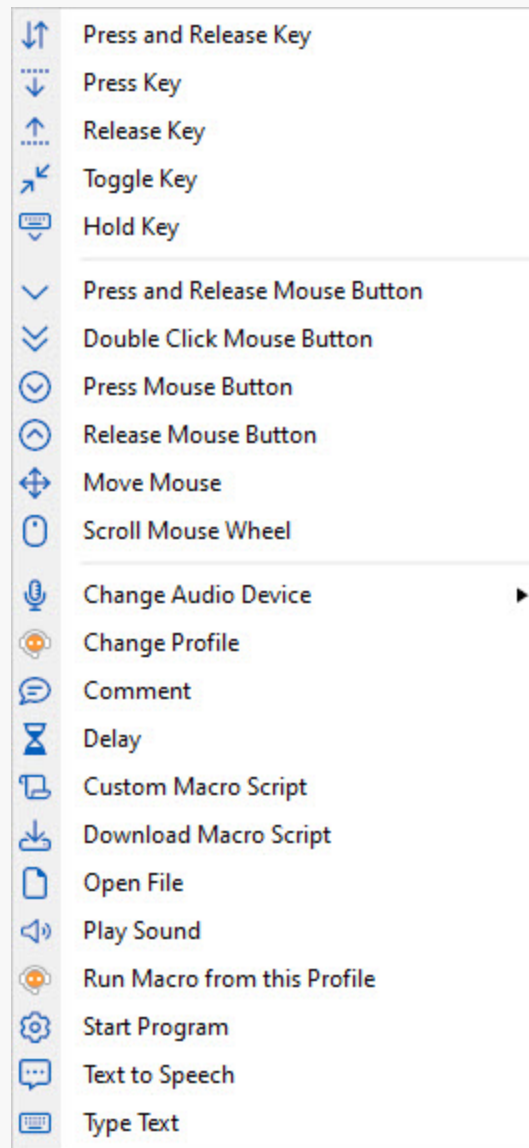 Press and Release Key
Press Key
Release Key
Toggle Key
Hold Key
Press and Release Mouse Button
Double Click Mouse Button
Press Mouse Button
Release Mouse Button
Move Mouse
Scroll Mouse Wheel
Change Audio Device
Change Profile
Comment
Delay
Custom Macro Script
Download Macro Script
Open File
Play Sound
Run Macro from this Profile
Start Program
Text to Speech
Type Text